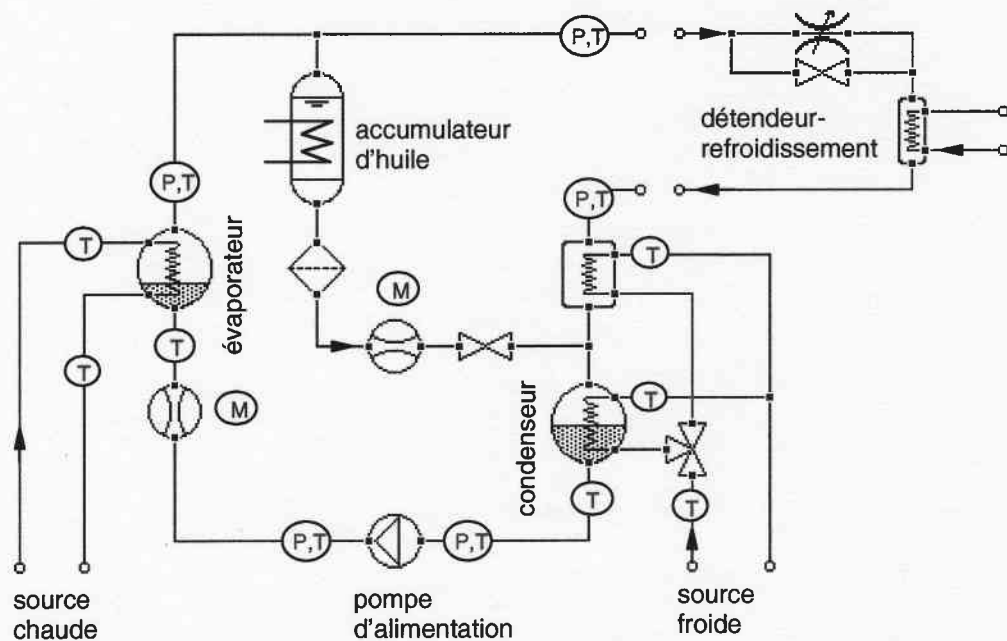 P,T
accumulateur
d'huile
détendeur-
refroidissement
P,T
P,T
T
évaporateur
T
M
T
T
M
condenseur
T
T
T
P,T
P,T
source
chaude
pompe
d'alimentation
source
froide